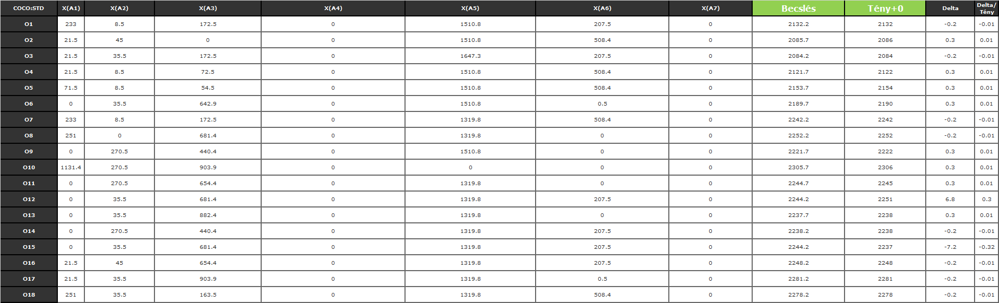 COCO:STD X(A1) X(A2) X(A3) X(A4) X(A5) X(A6) X(A7) Becslés Tény+0 Delta Delta/Tény
O1 233 8.5 172.5 0 1510.8 207.5 0 2132.2 2132 -0.2 -0.01
O2 21.5 45 0 0 1510.8 508.4 0 2085.7 2086 0.3 0.01
O3 21.5 35.5 172.5 0 1647.3 207.5 0 2084.2 2084 -0.2 -0.01
O4 21.5 8.5 72.5 0 1510.8 508.4 0 2121.7 2122 0.3 0.01
O5 71.5 8.5 54.5 0 1510.8 508.4 0 2153.7 2154 0.3 0.01
O6 0 35.5 642.9 0 1510.8 0.5 0 2189.7 2190 0.3 0.01
O7 233 8.5 172.5 0 1319.8 508.4 0 2242.2 2242 -0.2 -0.01
O8 251 0 681.4 0 1319.8 0 0 2252.2 2252 -0.2 -0.01
O9 0 270.5 440.4 0 1510.8 0 0 2221.7 2222 0.3 0.01
O10 1131.4 270.5 903.9 0 0 0 0 2305.7 2306 0.3 0.01
O11 0 270.5 654.4 0 1319.8 0 0 2244.7 2245 0.3 0.01
O12 0 35.5 681.4 0 1319.8 207.5 0 2244.2 2251 6.8 0.3
O13 0 35.5 882.4 0 1319.8 0 0 2237.7 2238 0.3 0.01
O14 0 270.5 440.4 0 1319.8 207.5 0 2238.2 2238 -0.2 -0.01
O15 0 35.5 681.4 0 1319.8 207.5 0 2244.2 2237 -7.2 -0.32
O16 21.5 45 654.4 0 1319.8 207.5 0 2248.2 2248 -0.2 -0.01
O17 21.5 35.5 903.9 0 1319.8 0.5 0 2281.2 2281 -0.2 -0.01
O18 251 35.5 163.5 0 1319.8 508.4 0 2278.2 2278 -0.2 -0.01